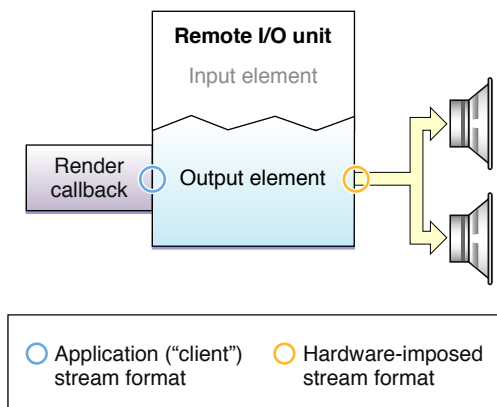 Remote I/O unit
Input element
Render
callback
Output element
Application (“client”)
stream format
Hardware-imposed
stream format